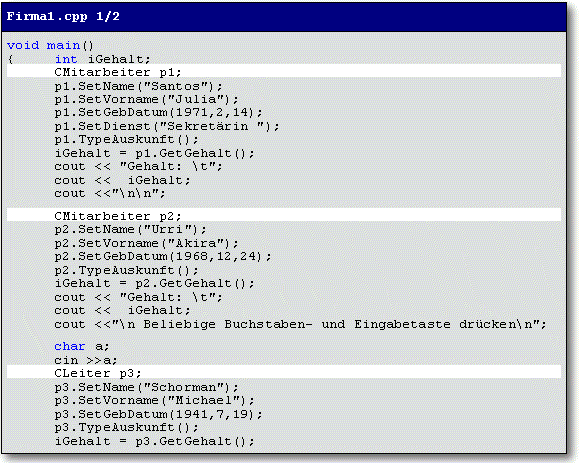 Firma1.cpp 1/2
void main()
{ int iGehalt;
CMitarbeiter p1;
p1.SetName("Santos");
p1.SetVorname("Julia");
p1.SetGebDatum(1971,2,14);
p1.SetDienst("Sekretärin ");
p1.TypeAuskunft();
iGehalt = p1.GetGehalt();
cout << "Gehalt: \t";
cout << iGehalt;
cout <<"\n\n";
CMitarbeiter p2;
p2.SetName("Urri");
p2.SetVorname("Akira");
p2.SetGebDatum(1968,12,24);
p2.TypeAuskunft();
iGehalt = p2.GetGehalt();
cout << "Gehalt: \t";
cout << iGehalt;
cout <<"\n Beliebige Buchstaben- und Eingabetaste drücken\n";
char a;
cin >>a;
CLeiter p3;
p3.SetName("Schorman");
p3.SetVorname("Michael");
p3.SetGebDatum(1941,7,19);
p3.TypeAuskunft();
iGehalt = p3.GetGehalt();